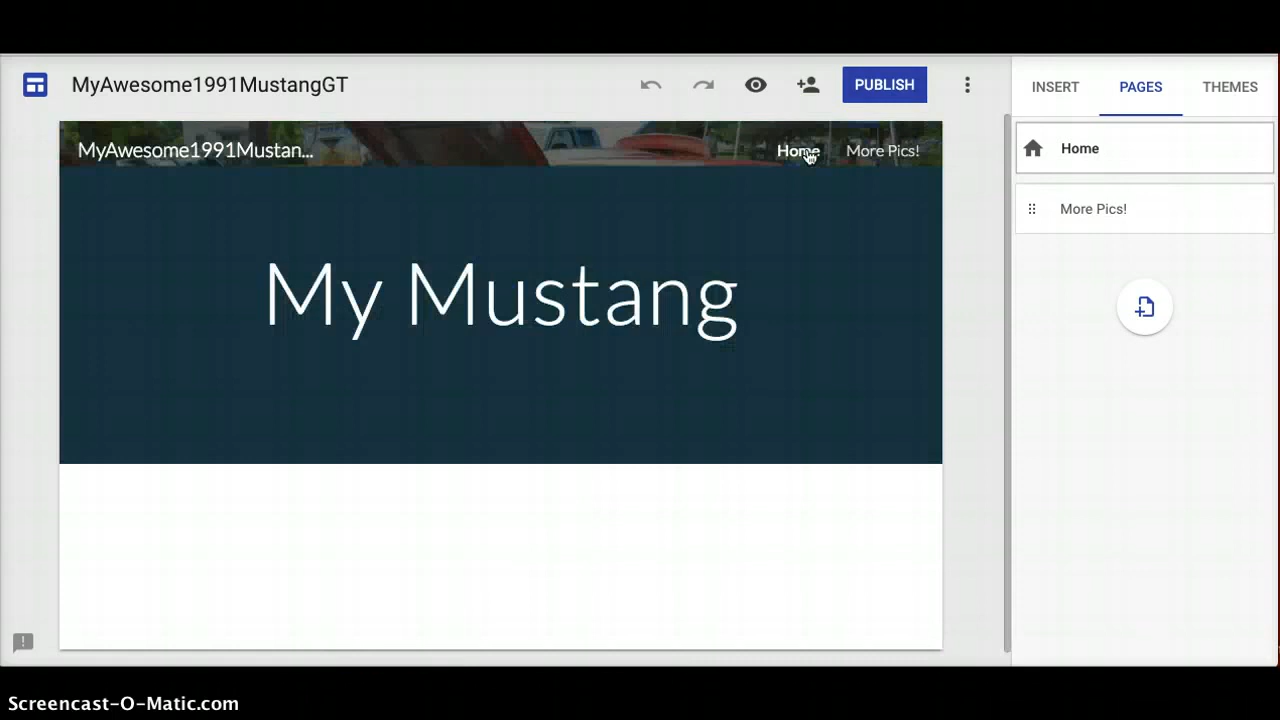 MyAwesome1991MustangGT
PUBLISH
INSERT
PAGES
THEMES
MyAwesome1991Mustan...
Home
More Pics!
Home
More Pics!
My Mustang
Screencast-O-Matic.com